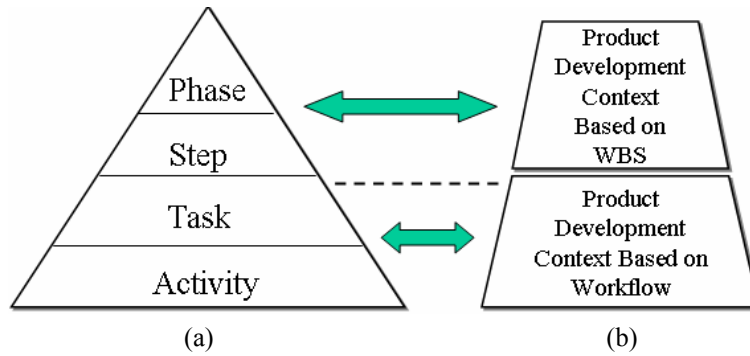 Phase
Step
Task
Activity
(a)
Product
Development
Context
Based on
WBS
Product
Development
Context Based on
Workflow
(b)